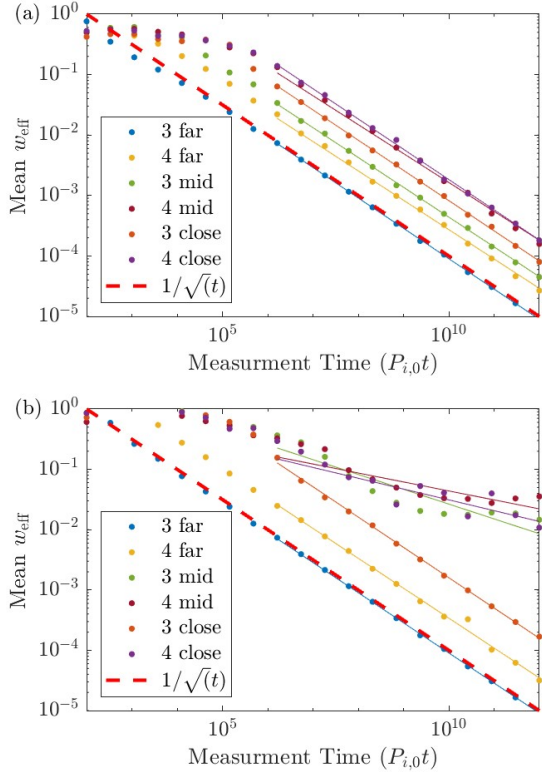 (a)
10^0
10^-1
10^-2
10^-3
10^-4
10^-5
Mean w_eff
3 far
4 far
3 mid
4 mid
3 close
4 close
1/√(t)
10^5
10^10
Measurment Time (P_i,0t)
(b)
10^0
10^-1
10^-2
10^-3
10^-4
10^-5
Mean w_eff
3 far
4 far
3 mid
4 mid
3 close
4 close
1/√(t)
10^5
10^10
Measurment Time (P_i,0t)